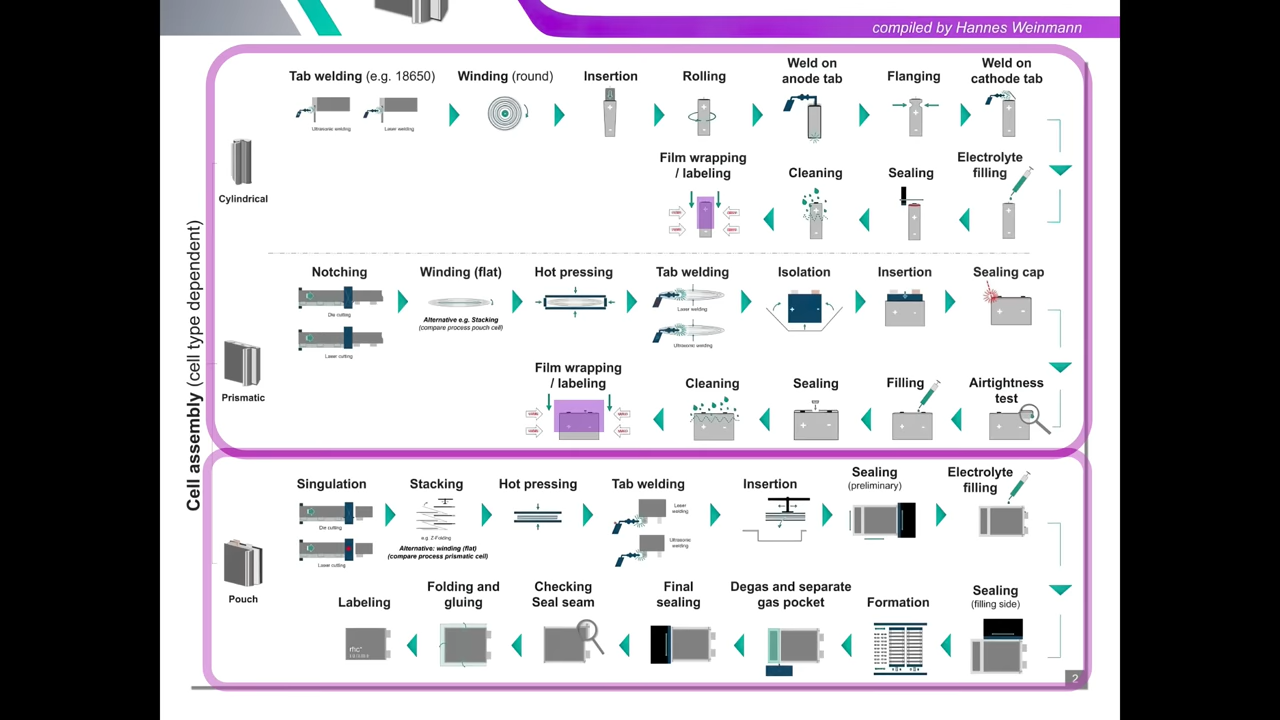 compiled by Hannes Weinmann
Cell assembly (cell type dependent)
Cylindrical
Tab welding (e.g. 18650)
Ultrasonic welding
Laser welding
Winding (round)
Insertion
Rolling
Weld on
anode tab
Flanging
Weld on
cathode tab
Electrolyte
filling
Sealing
Cleaning
Film wrapping
/ labeling
Prismatic
Notching
Die cutting
Laser cutting
Winding (flat)
Alternative e.g. Stacking
(compare process pouch cell)
Hot pressing
Tab welding
Laser welding
Ultrasonic welding
Isolation
Insertion
Sealing cap
Airtightness
test
Filling
Sealing
Cleaning
Film wrapping
/ labeling
Pouch
Singulation
Die cutting
Laser cutting
Stacking
e.g. Z-Folding
Alternative: winding (flat)
(compare process prismatic cell)
Hot pressing
Tab welding
Laser
welding
Ultrasonic
welding
Insertion
Sealing
(preliminary)
Electrolyte
filling
Sealing
(filling side)
Formation
Degas and separate
gas pocket
Final
sealing
Checking
Seal seam
Folding and
gluing
Labeling
2